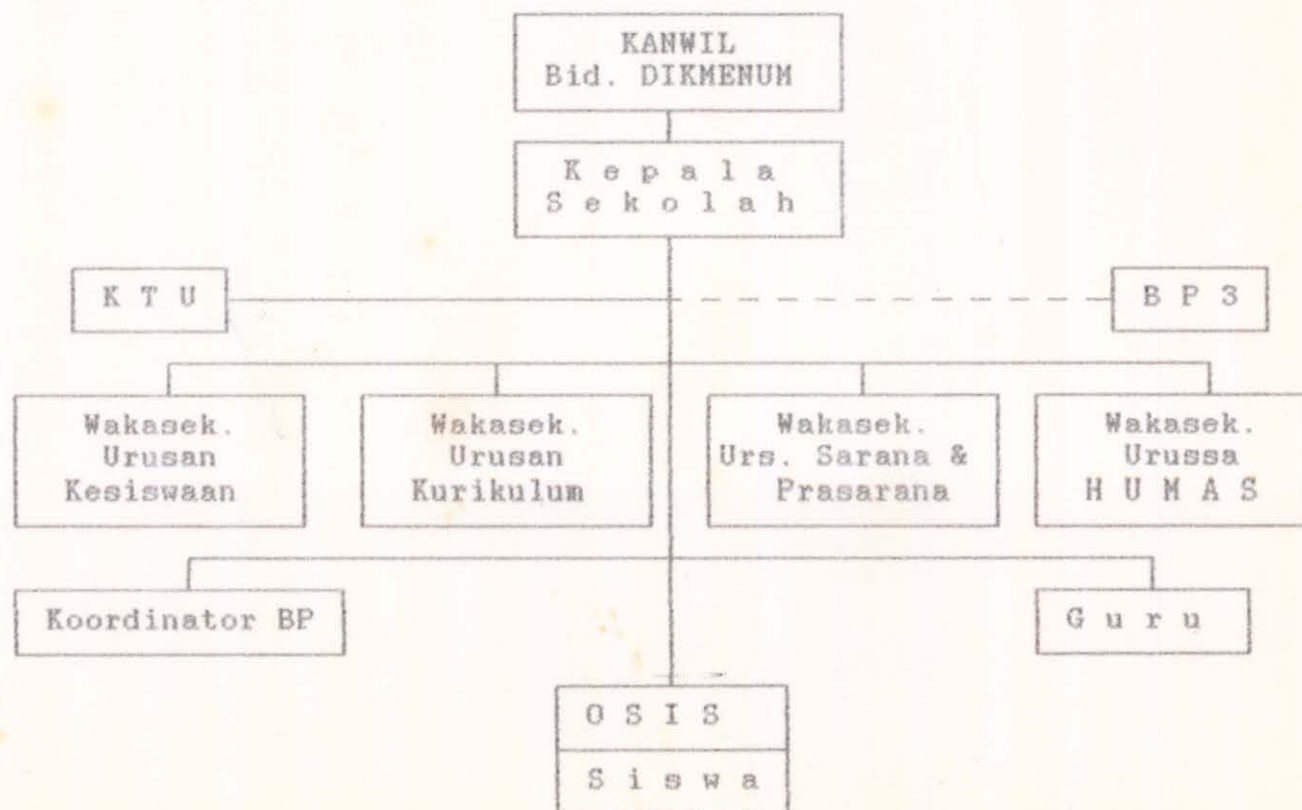 KANWIL
Bid. DIKMENUM
K e p a l a
S e k o l a h
K T U
B P 3
Wakasek.
Urusan
Kesiswaan
Wakasek.
Urusan
Kurikulum
Wakasek.
Urs. Sarana &
Prasarana
Wakasek.
Urussa
H U M A S
Koordinator BP
G u r u
O S I S
S i s w a